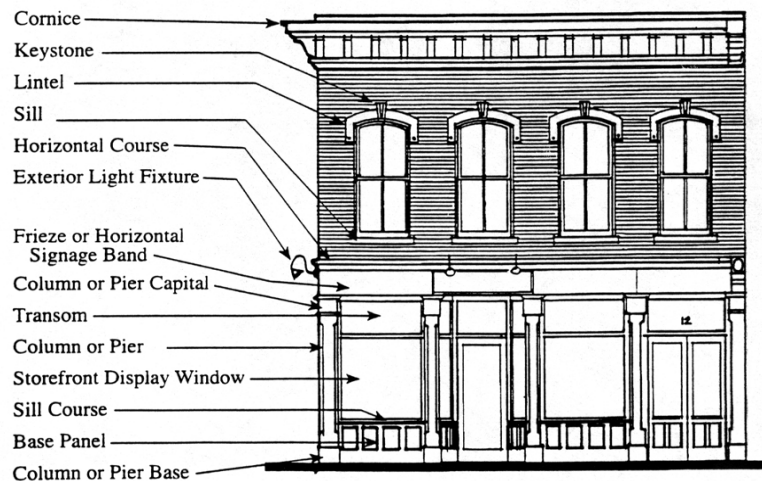 Cornice
Keystone
Lintel
Sill
Horizontal Course
Exterior Light Fixture
Frieze or Horizontal
Signage Band
Column or Pier Capital
Transom
Column or Pier
Storefront Display Window
Sill Course
Base Panel
Column or Pier Base
12